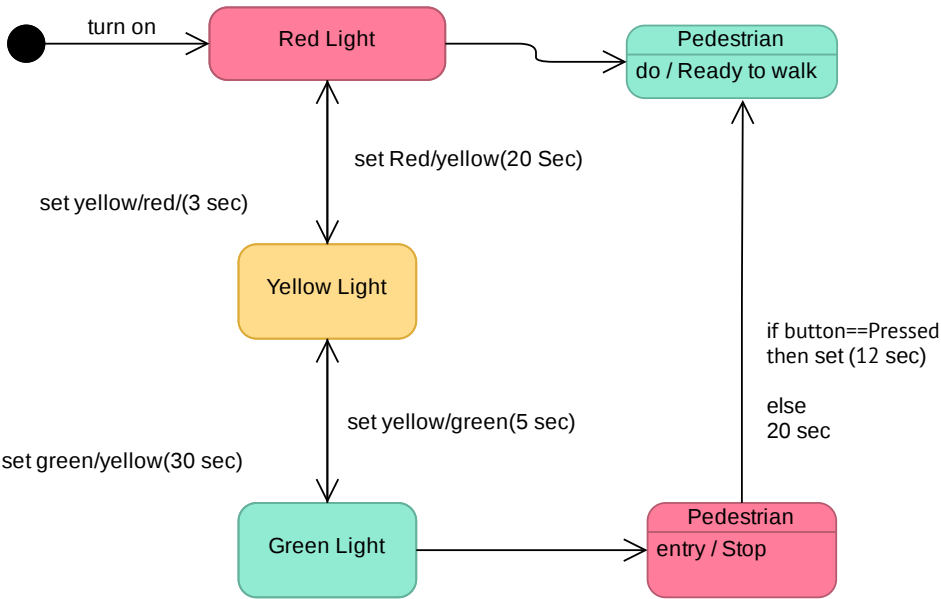 turn on
Red Light
Pedestrian
do / Ready to walk
set Red/yellow(20 Sec)
set yellow/red/(3 sec)
Yellow Light
if button==Pressed
then set (12 sec)
else
20 sec
set yellow/green(5 sec)
set green/yellow(30 sec)
Green Light
Pedestrian
entry / Stop